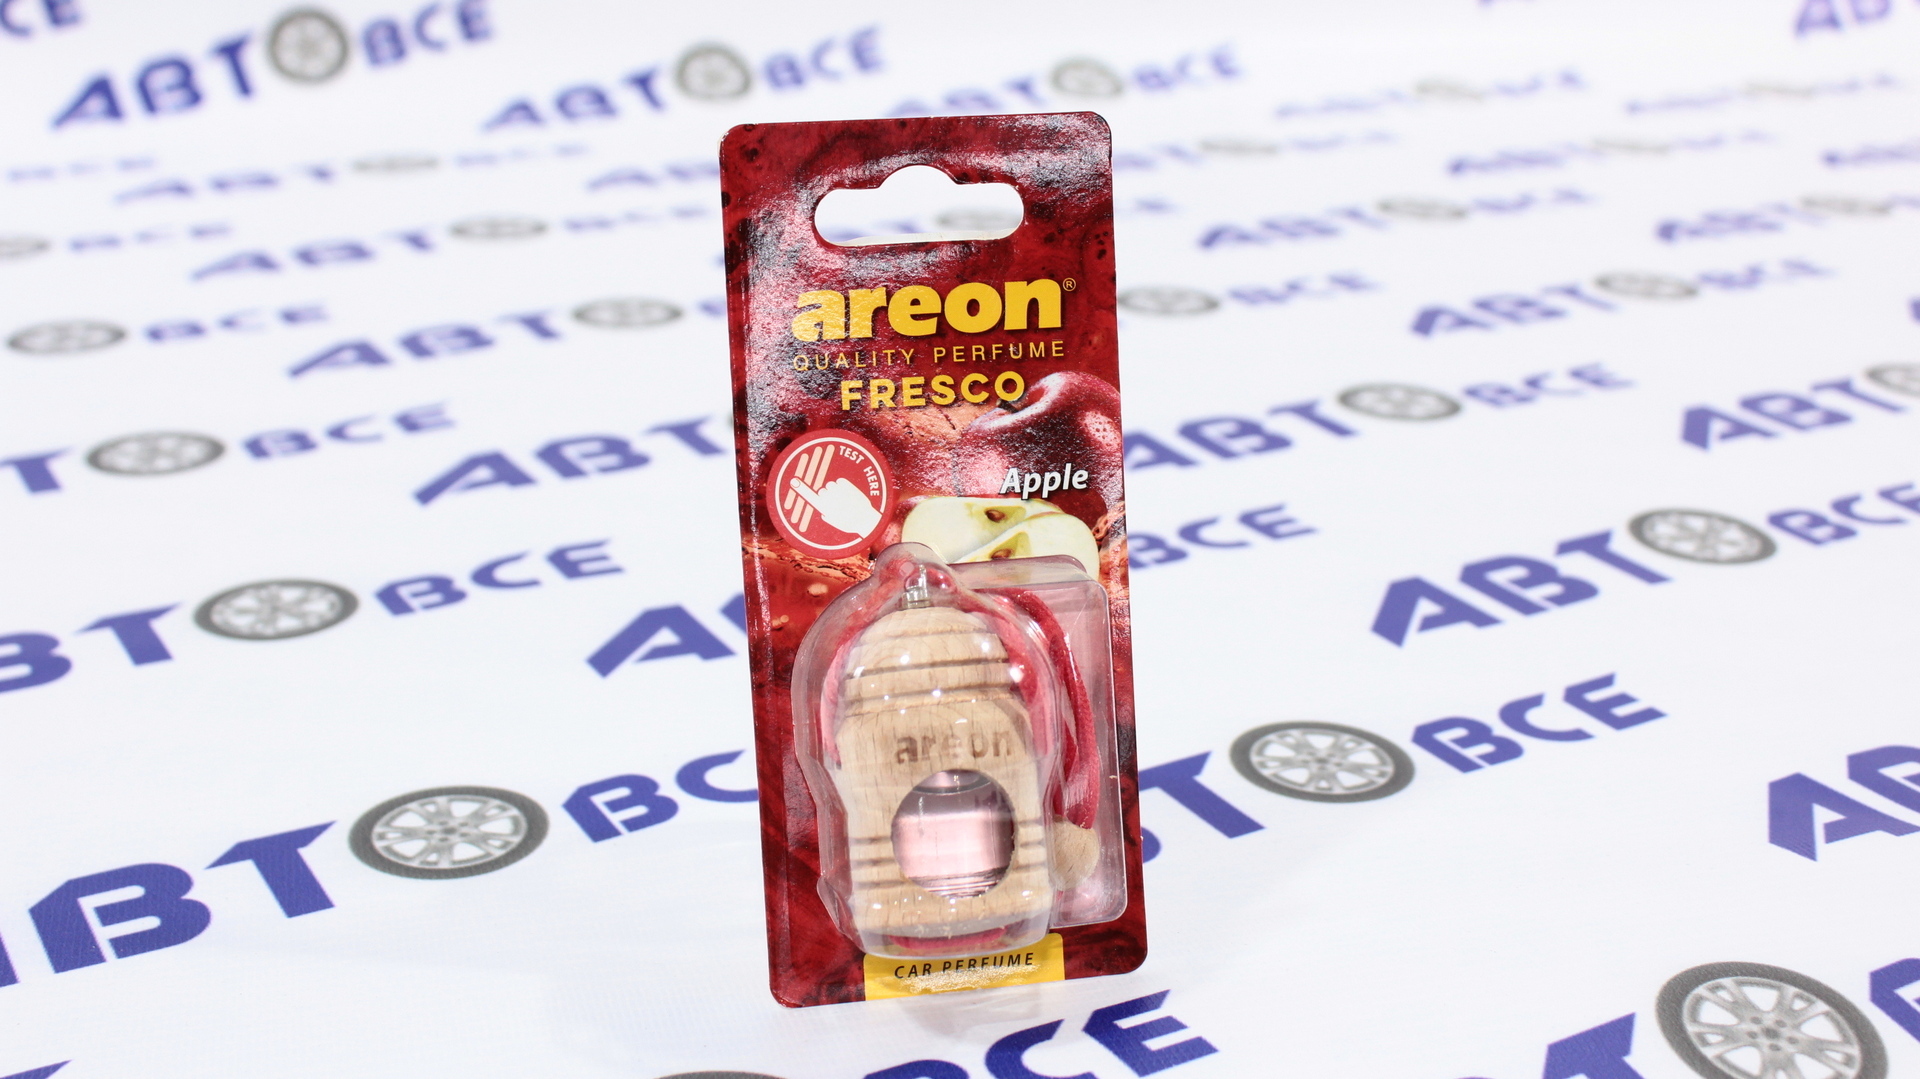 АВТОВСЕ
areon®
QUALITY PERFUME
FRESCO
TEST HERE
Apple
areon
CAR PERFUME